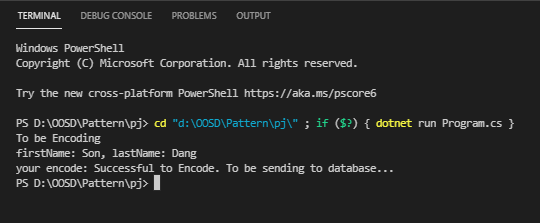 TERMINAL DEBUG CONSOLE PROBLEMS OUTPUT
Windows PowerShell
Copyright (C) Microsoft Corporation. All rights reserved.
Try the new cross-platform PowerShell https://aka.ms/pscore6
PS D:\OOSD\Pattern\pj> cd "d:\OOSD\Pattern\pj\" ; if ($?) { dotnet run Program.cs }
To be Encoding
firstName: Son, lastName: Dang
your encode: Successful to Encode. To be sending to database...
PS D:\OOSD\Pattern\pj>